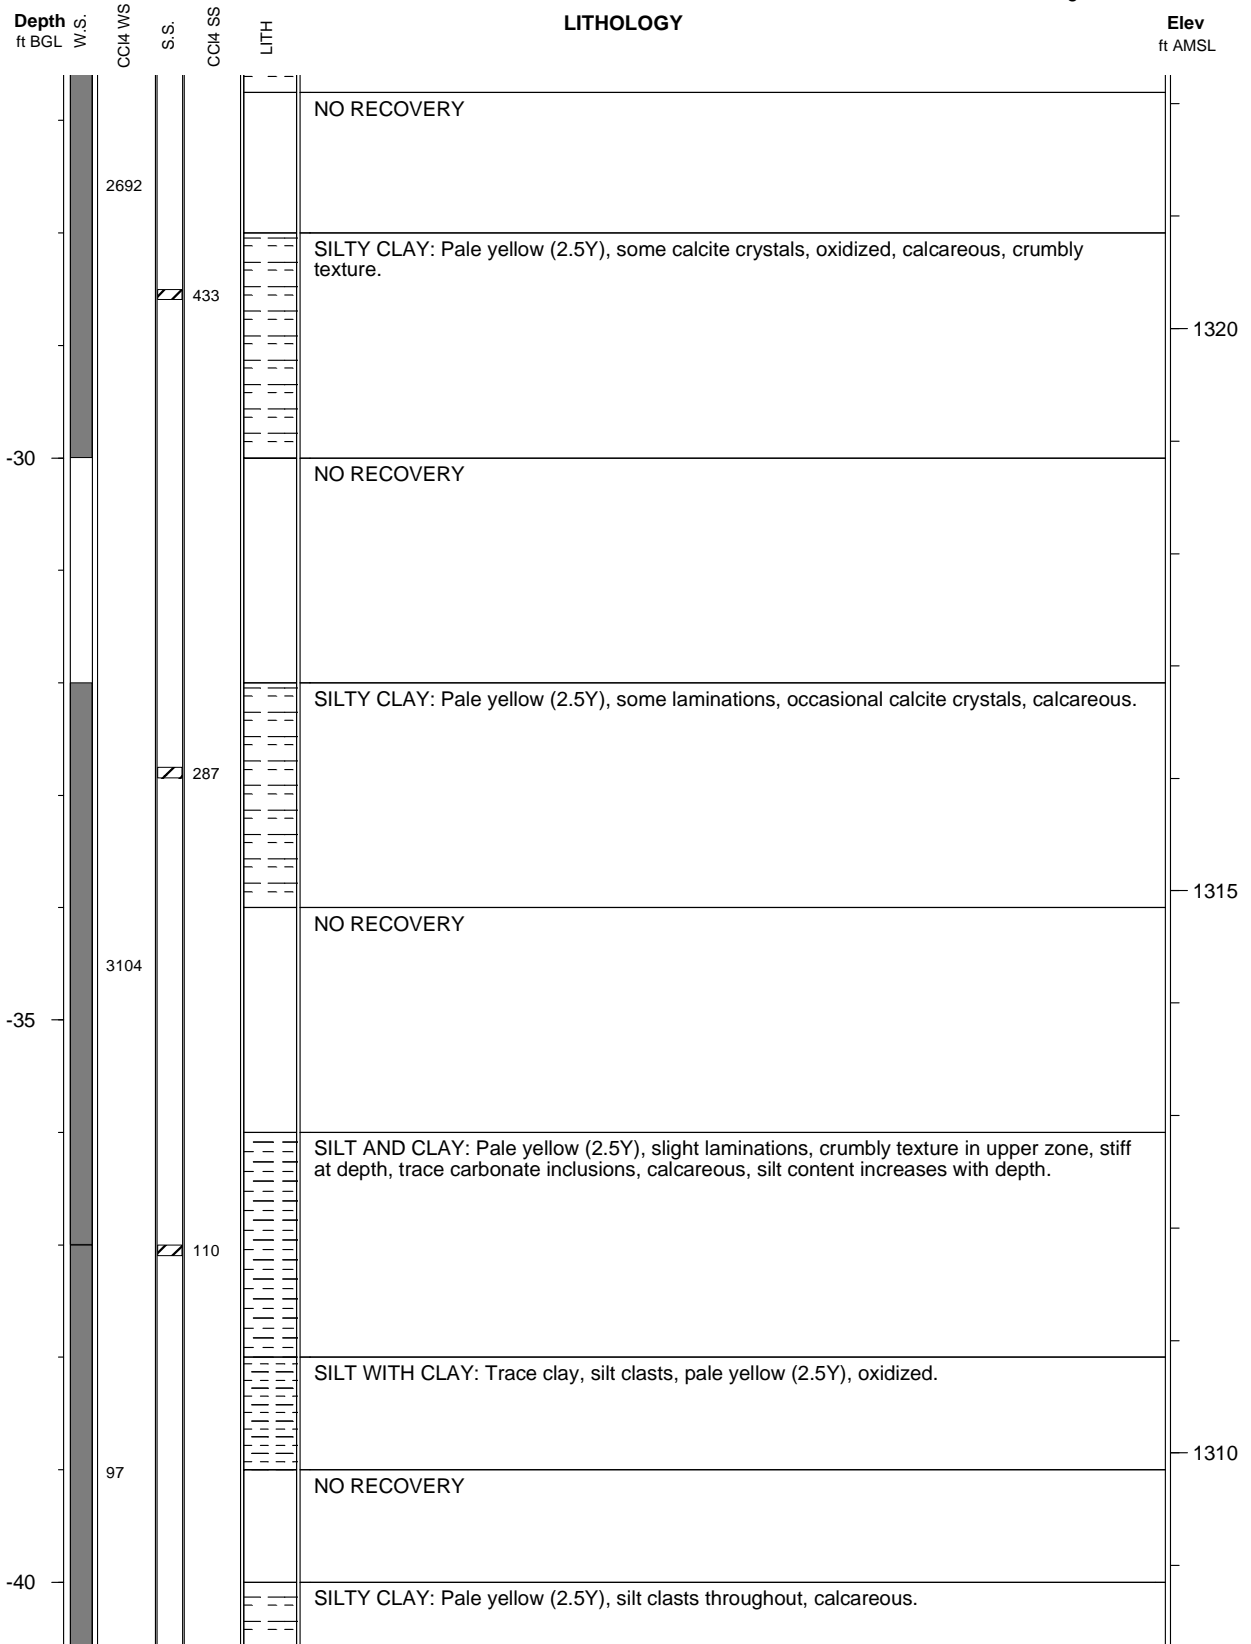 Depth
ft BGL
W.S.
CCl4 WS
S.S.
CCl4 SS
LITH
LITHOLOGY
Elev
ft AMSL
NO RECOVERY
2692
SILTY CLAY: Pale yellow (2.5Y), some calcite crystals, oxidized, calcareous, crumbly
texture.
433
1320
-30
NO RECOVERY
SILTY CLAY: Pale yellow (2.5Y), some laminations, occasional calcite crystals, calcareous.
287
1315
NO RECOVERY
3104
-35
SILT AND CLAY: Pale yellow (2.5Y), slight laminations, crumbly texture in upper zone, stiff
at depth, trace carbonate inclusions, calcareous, silt content increases with depth.
110
SILT WITH CLAY: Trace clay, silt clasts, pale yellow (2.5Y), oxidized.
1310
97
NO RECOVERY
-40
SILTY CLAY: Pale yellow (2.5Y), silt clasts throughout, calcareous.